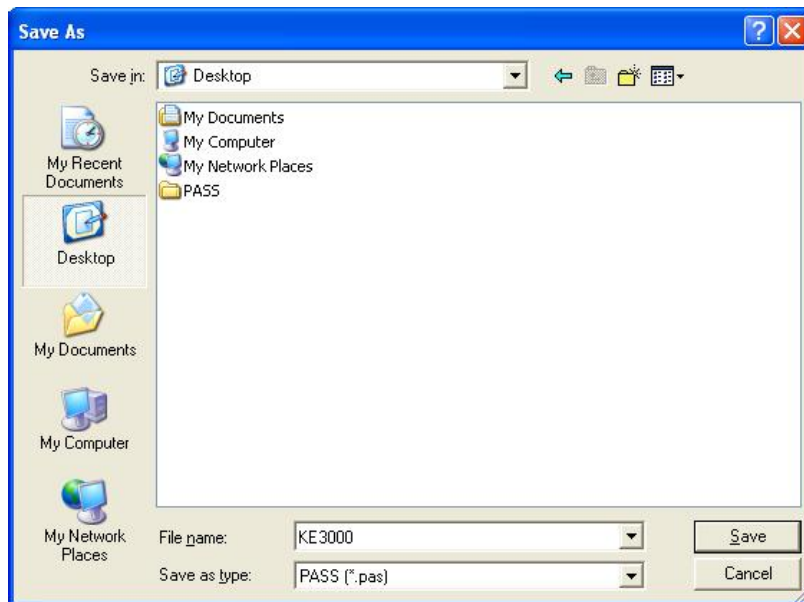 Save As
Save in: Desktop
My Documents
My Computer
My Network Places
PASS
My Recent
Documents
Desktop
My Documents
My Computer
My Network
Places
File name: KE3000 Save
Save as type: PASS (*.pas) Cancel